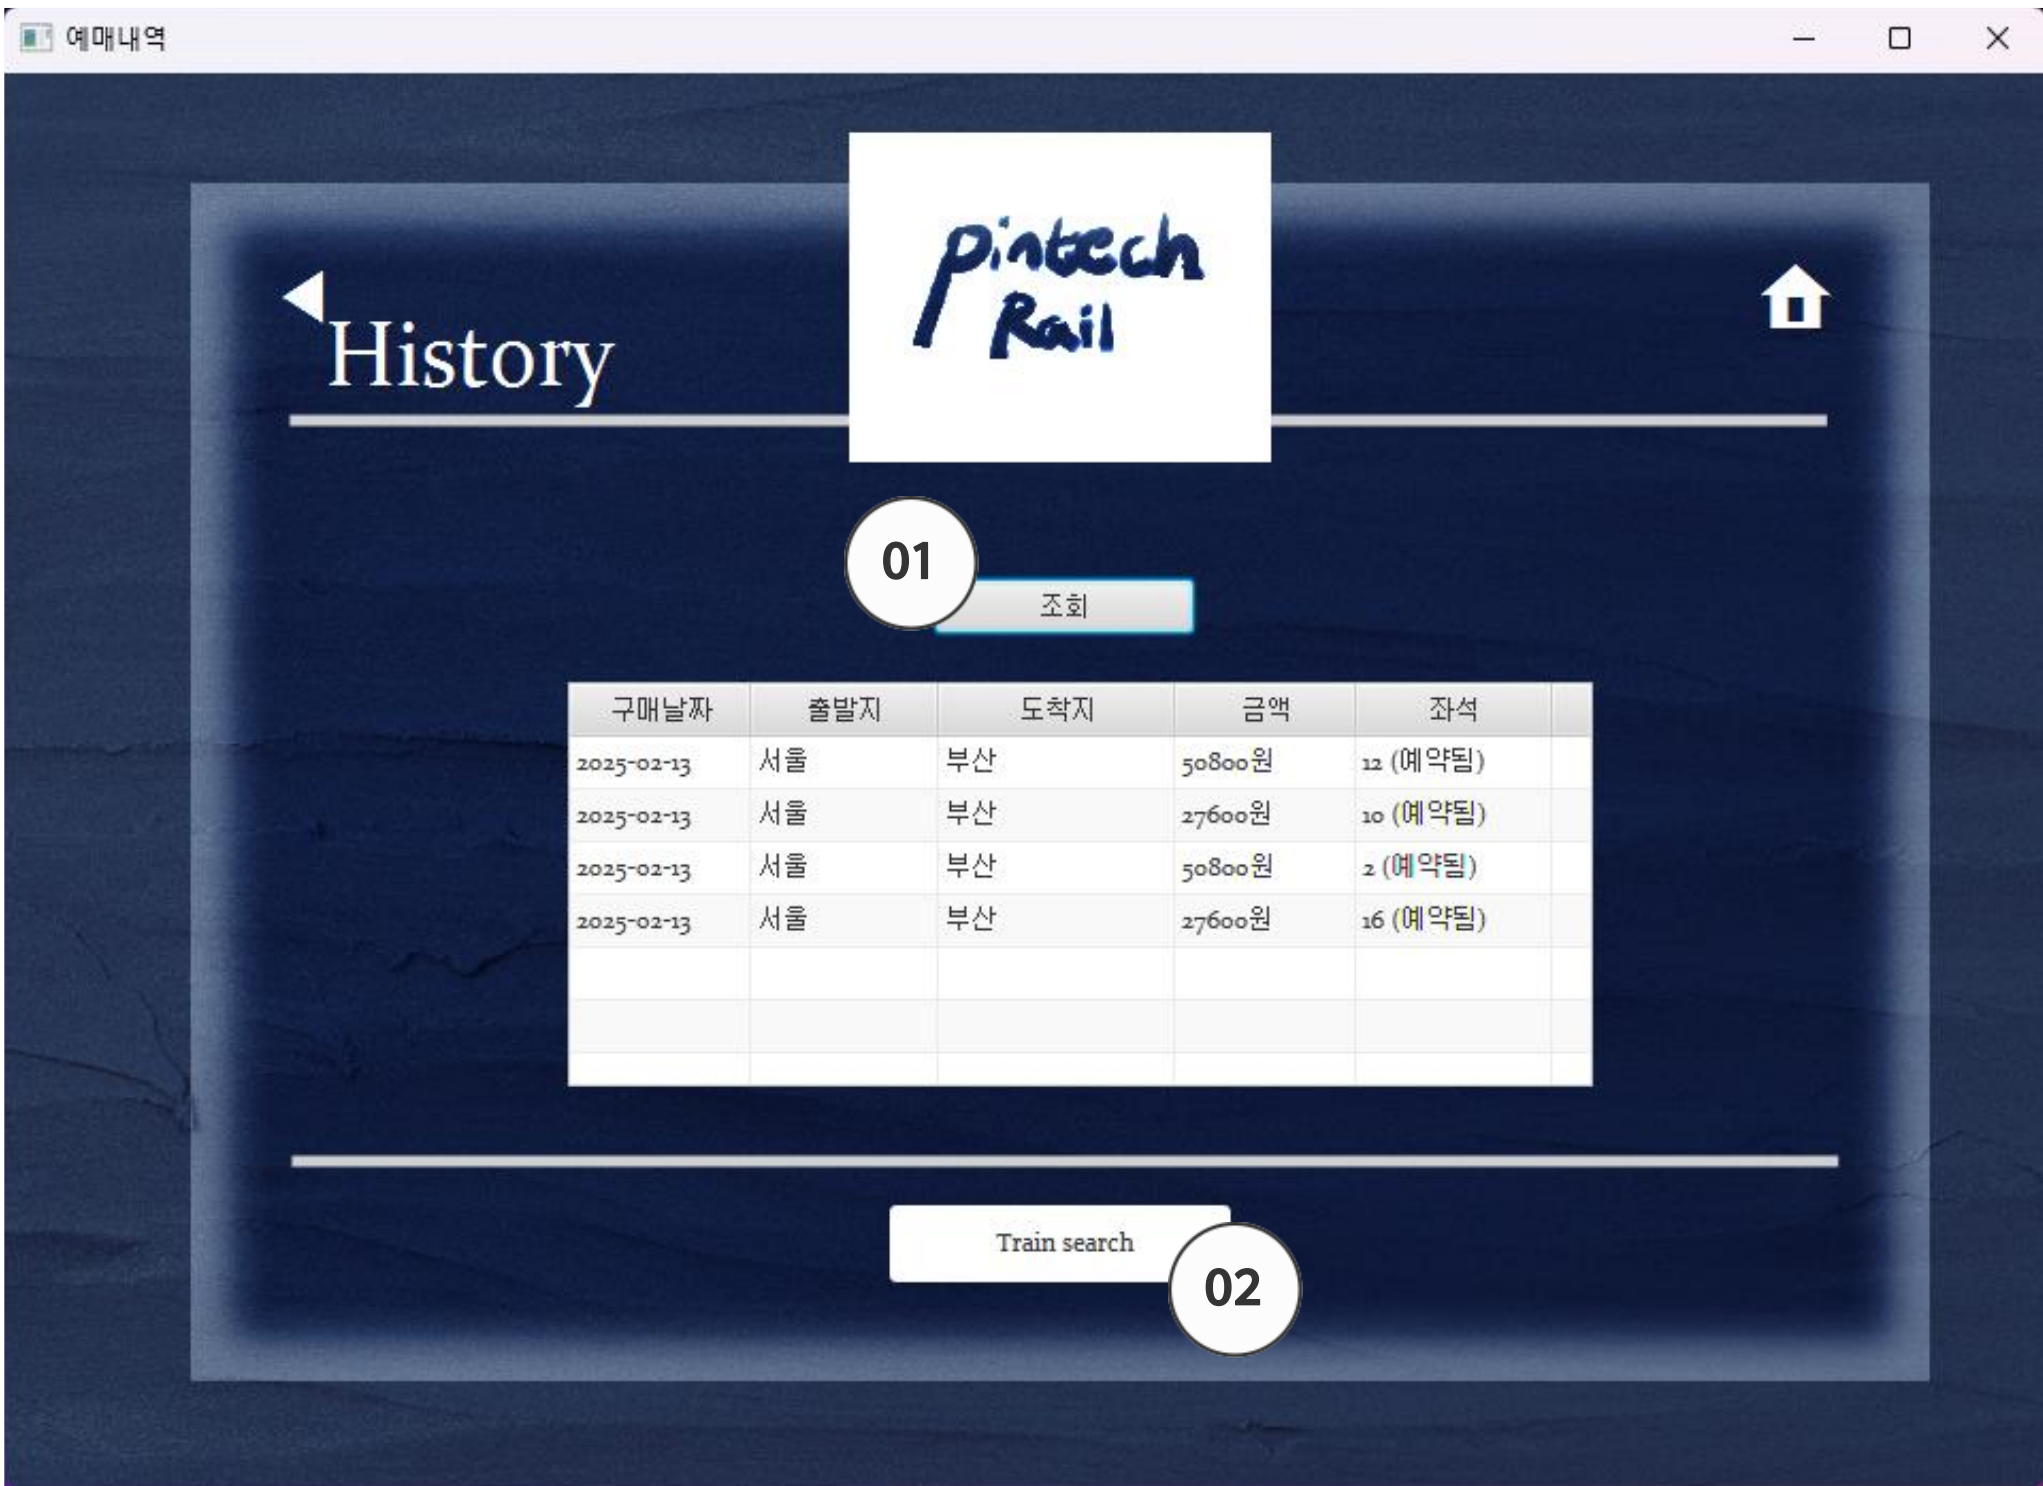 예매내역
pintech
Rail
History
01
조회
구매날짜 출발지 도착지 금액 좌석
2025-02-13 서울 부산 50800원 12 (예약됨)
2025-02-13 서울 부산 27600원 10 (예약됨)
2025-02-13 서울 부산 50800원 2 (예약됨)
2025-02-13 서울 부산 27600원 16 (예약됨)
Train search
02